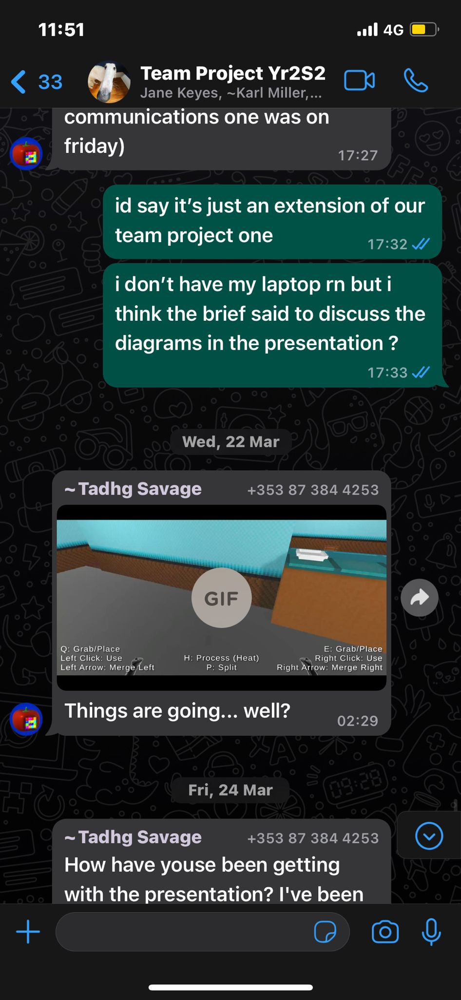 11:51
4G
33
Team Project Yr2S2
Jane Keyes, ~Karl Miller,...
communications one was on
friday)
17:27
id say it’s just an extension of our
team project one
17:32
i don’t have my laptop rn but i
think the brief said to discuss the
diagrams in the presentation ?
17:33
Wed, 22 Mar
~Tadhg Savage +353 87 384 4253
GIF
Q: Grab/Place
Left Click: Use
Left Arrow: Merge Left
H: Process (Heat)
P: Split
E: Grab/Place
Right Click: Use
Right Arrow: Merge Right
Things are going... well?
02:29
Fri, 24 Mar
~Tadhg Savage +353 87 384 4253
How have youse been getting
with the presentation? I've been